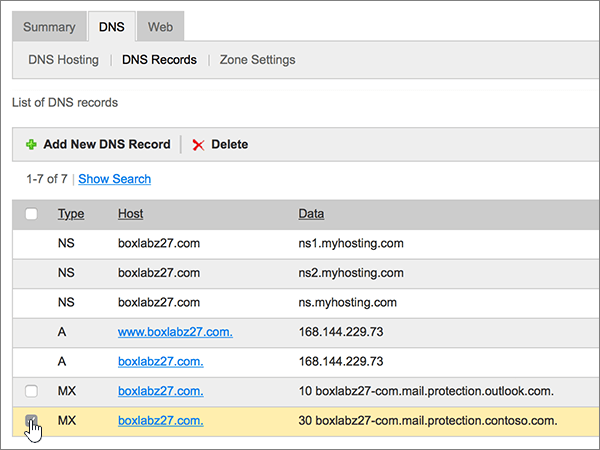 Summary DNS Web
DNS Hosting | DNS Records | Zone Settings
List of DNS records
Add New DNS Record | Delete
1-7 of 7 | Show Search
Type Host Data
NS boxlabz27.com ns1.myhosting.com
NS boxlabz27.com ns2.myhosting.com
NS boxlabz27.com ns.myhosting.com
A www.boxlabz27.com. 168.144.229.73
A boxlabz27.com. 168.144.229.73
MX boxlabz27.com. 10 boxlabz27-com.mail.protection.outlook.com.
MX boxlabz27.com. 30 boxlabz27-com.mail.protection.contoso.com.